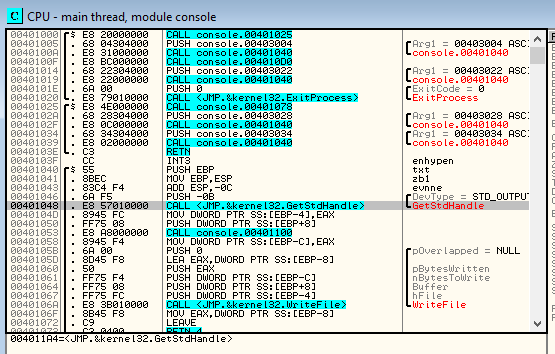 C CPU - main thread, module console
00401000 $ E8 20000000 CALL console.00401025
00401005 . 68 04304000 PUSH console.00403004 Arg1 = 00403004 ASCI
0040100A . E8 31000000 CALL console.00401040 console.00401040
0040100F . E8 BC000000 CALL console.004010D0
00401014 . 68 22304000 PUSH console.00403022 Arg1 = 00403022 ASCI
00401019 . E8 22000000 CALL console.00401040 console.00401040
0040101E . 6A 00 PUSH 0 ExitCode = 0
00401020 . E8 79010000 CALL <JMP.&kernel32.ExitProcess> ExitProcess
00401025 $ E8 4E000000 CALL console.00401078
0040102A . 68 28304000 PUSH console.00403028 Arg1 = 00403028 ASCI
0040102F . E8 0C000000 CALL console.00401040 console.00401040
00401034 . 68 34304000 PUSH console.00403034 Arg1 = 00403034 ASCI
00401039 . E8 02000000 CALL console.00401040 console.00401040
0040103E . C3 RETN
0040103F CC INT3 enhypen
00401040 $ 55 PUSH EBP txt
00401041 . 8BEC MOV EBP,ESP zb1
00401043 . 83C4 F4 ADD ESP,-0C evnne
00401046 . 6A F5 PUSH -0B DevType = STD_OUTPUT
00401048 . E8 57010000 CALL <JMP.&kernel32.GetStdHandle> GetStdHandle
0040104D . 8945 FC MOV DWORD PTR SS:[EBP-4],EAX
00401050 . FF75 08 PUSH DWORD PTR SS:[EBP+8]
00401053 . E8 A8000000 CALL console.00401100
00401058 . 8945 F4 MOV DWORD PTR SS:[EBP-C],EAX
0040105B . 6A 00 PUSH 0 pOverlapped = NULL
0040105D . 8D45 F8 LEA EAX,DWORD PTR SS:[EBP-8]
00401060 . 50 PUSH EAX pBytesWritten
00401061 . FF75 F4 PUSH DWORD PTR SS:[EBP-C] nBytesToWrite
00401064 . FF75 08 PUSH DWORD PTR SS:[EBP+8] Buffer
00401067 . FF75 FC PUSH DWORD PTR SS:[EBP-4] hFile
0040106A . E8 3B010000 CALL <JMP.&kernel32.WriteFile> WriteFile
0040106F . 8B45 F8 MOV EAX,DWORD PTR SS:[EBP-8]
00401072 . C9 LEAVE
00401073 . C2 0400 RETN 4
004011A4=<JMP.&kernel32.GetStdHandle>